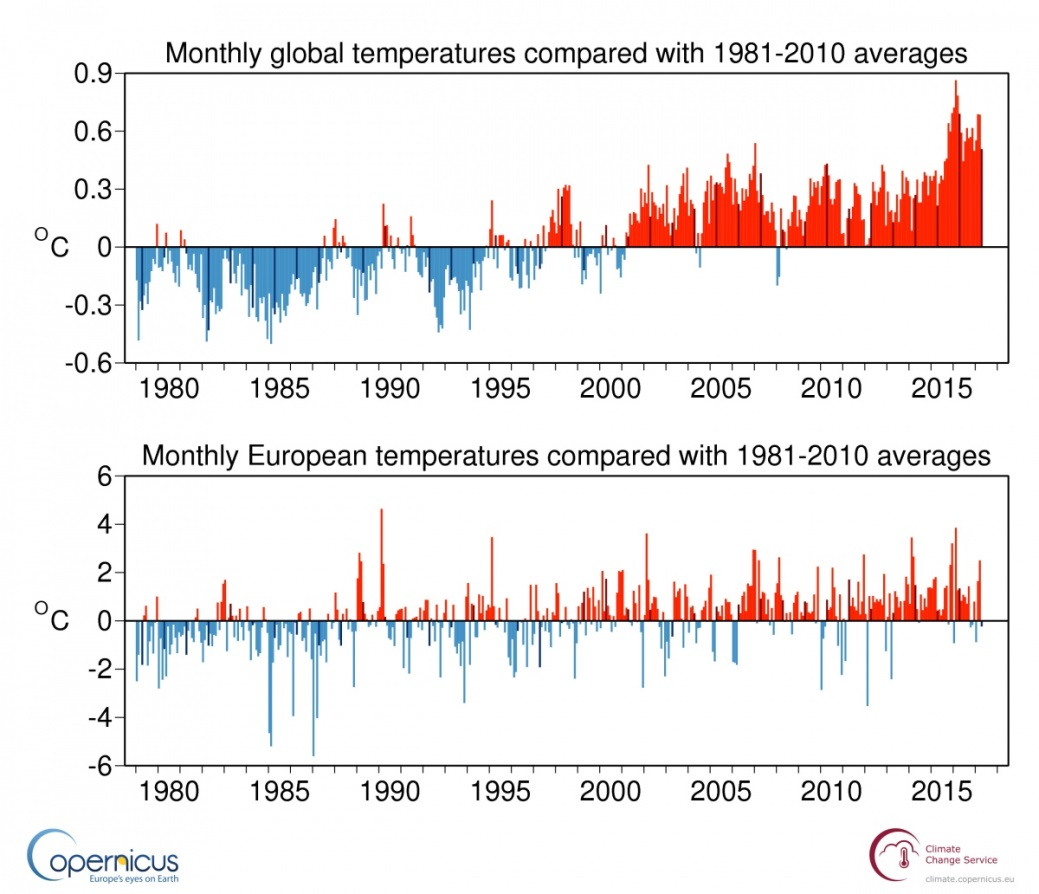 Monthly global temperatures compared with 1981-2010 averages
0.9
0.6
0.3
°C
0
-0.3
-0.6
1980 1985 1990 1995 2000 2005 2010 2015
Monthly European temperatures compared with 1981-2010 averages
6
4
2
°C
0
-2
-4
-6
1980 1985 1990 1995 2000 2005 2010 2015
Copernicus
Europe's eyes on Earth
Climate
Change Service
climate.copernicus.eu